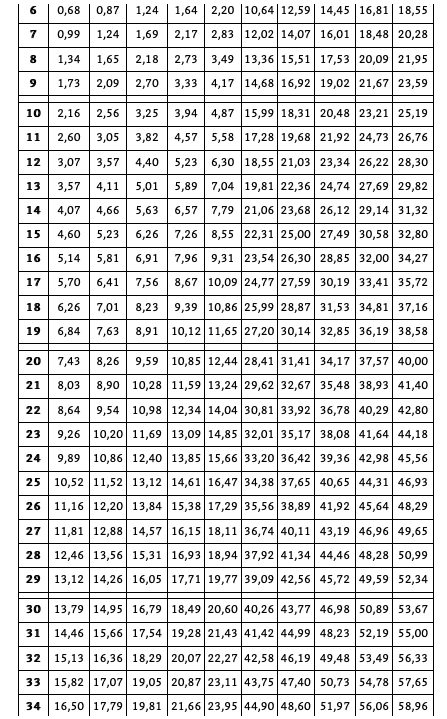 6 0,68 0,87 1,24 1,64 2,20 10,64 12,59 14,45 16,81 18,55
7 0,99 1,24 1,69 2,17 2,83 12,02 14,07 16,01 18,48 20,28
8 1,34 1,65 2,18 2,73 3,49 13,36 15,51 17,53 20,09 21,95
9 1,73 2,09 2,70 3,33 4,17 14,68 16,92 19,02 21,67 23,59
10 2,16 2,56 3,25 3,94 4,87 15,99 18,31 20,48 23,21 25,19
11 2,60 3,05 3,82 4,57 5,58 17,28 19,68 21,92 24,73 26,76
12 3,07 3,57 4,40 5,23 6,30 18,55 21,03 23,34 26,22 28,30
13 3,57 4,11 5,01 5,89 7,04 19,81 22,36 24,74 27,69 29,82
14 4,07 4,66 5,63 6,57 7,79 21,06 23,68 26,12 29,14 31,32
15 4,60 5,23 6,26 7,26 8,55 22,31 25,00 27,49 30,58 32,80
16 5,14 5,81 6,91 7,96 9,31 23,54 26,30 28,85 32,00 34,27
17 5,70 6,41 7,56 8,67 10,09 24,77 27,59 30,19 33,41 35,72
18 6,26 7,01 8,23 9,39 10,86 25,99 28,87 31,53 34,81 37,16
19 6,84 7,63 8,91 10,12 11,65 27,20 30,14 32,85 36,19 38,58
20 7,43 8,26 9,59 10,85 12,44 28,41 31,41 34,17 37,57 40,00
21 8,03 8,90 10,28 11,59 13,24 29,62 32,67 35,48 38,93 41,40
22 8,64 9,54 10,98 12,34 14,04 30,81 33,92 36,78 40,29 42,80
23 9,26 10,20 11,69 13,09 14,85 32,01 35,17 38,08 41,64 44,18
24 9,89 10,86 12,40 13,85 15,66 33,20 36,42 39,36 42,98 45,56
25 10,52 11,52 13,12 14,61 16,47 34,38 37,65 40,65 44,31 46,93
26 11,16 12,20 13,84 15,38 17,29 35,56 38,89 41,92 45,64 48,29
27 11,81 12,88 14,57 16,15 18,11 36,74 40,11 43,19 46,96 49,65
28 12,46 13,56 15,31 16,93 18,94 37,92 41,34 44,46 48,28 50,99
29 13,12 14,26 16,05 17,71 19,77 39,09 42,56 45,72 49,59 52,34
30 13,79 14,95 16,79 18,49 20,60 40,26 43,77 46,98 50,89 53,67
31 14,46 15,66 17,54 19,28 21,43 41,42 44,99 48,23 52,19 55,00
32 15,13 16,36 18,29 20,07 22,27 42,58 46,19 49,48 53,49 56,33
33 15,82 17,07 19,05 20,87 23,11 43,75 47,40 50,73 54,78 57,65
34 16,50 17,79 19,81 21,66 23,95 44,90 48,60 51,97 56,06 58,96